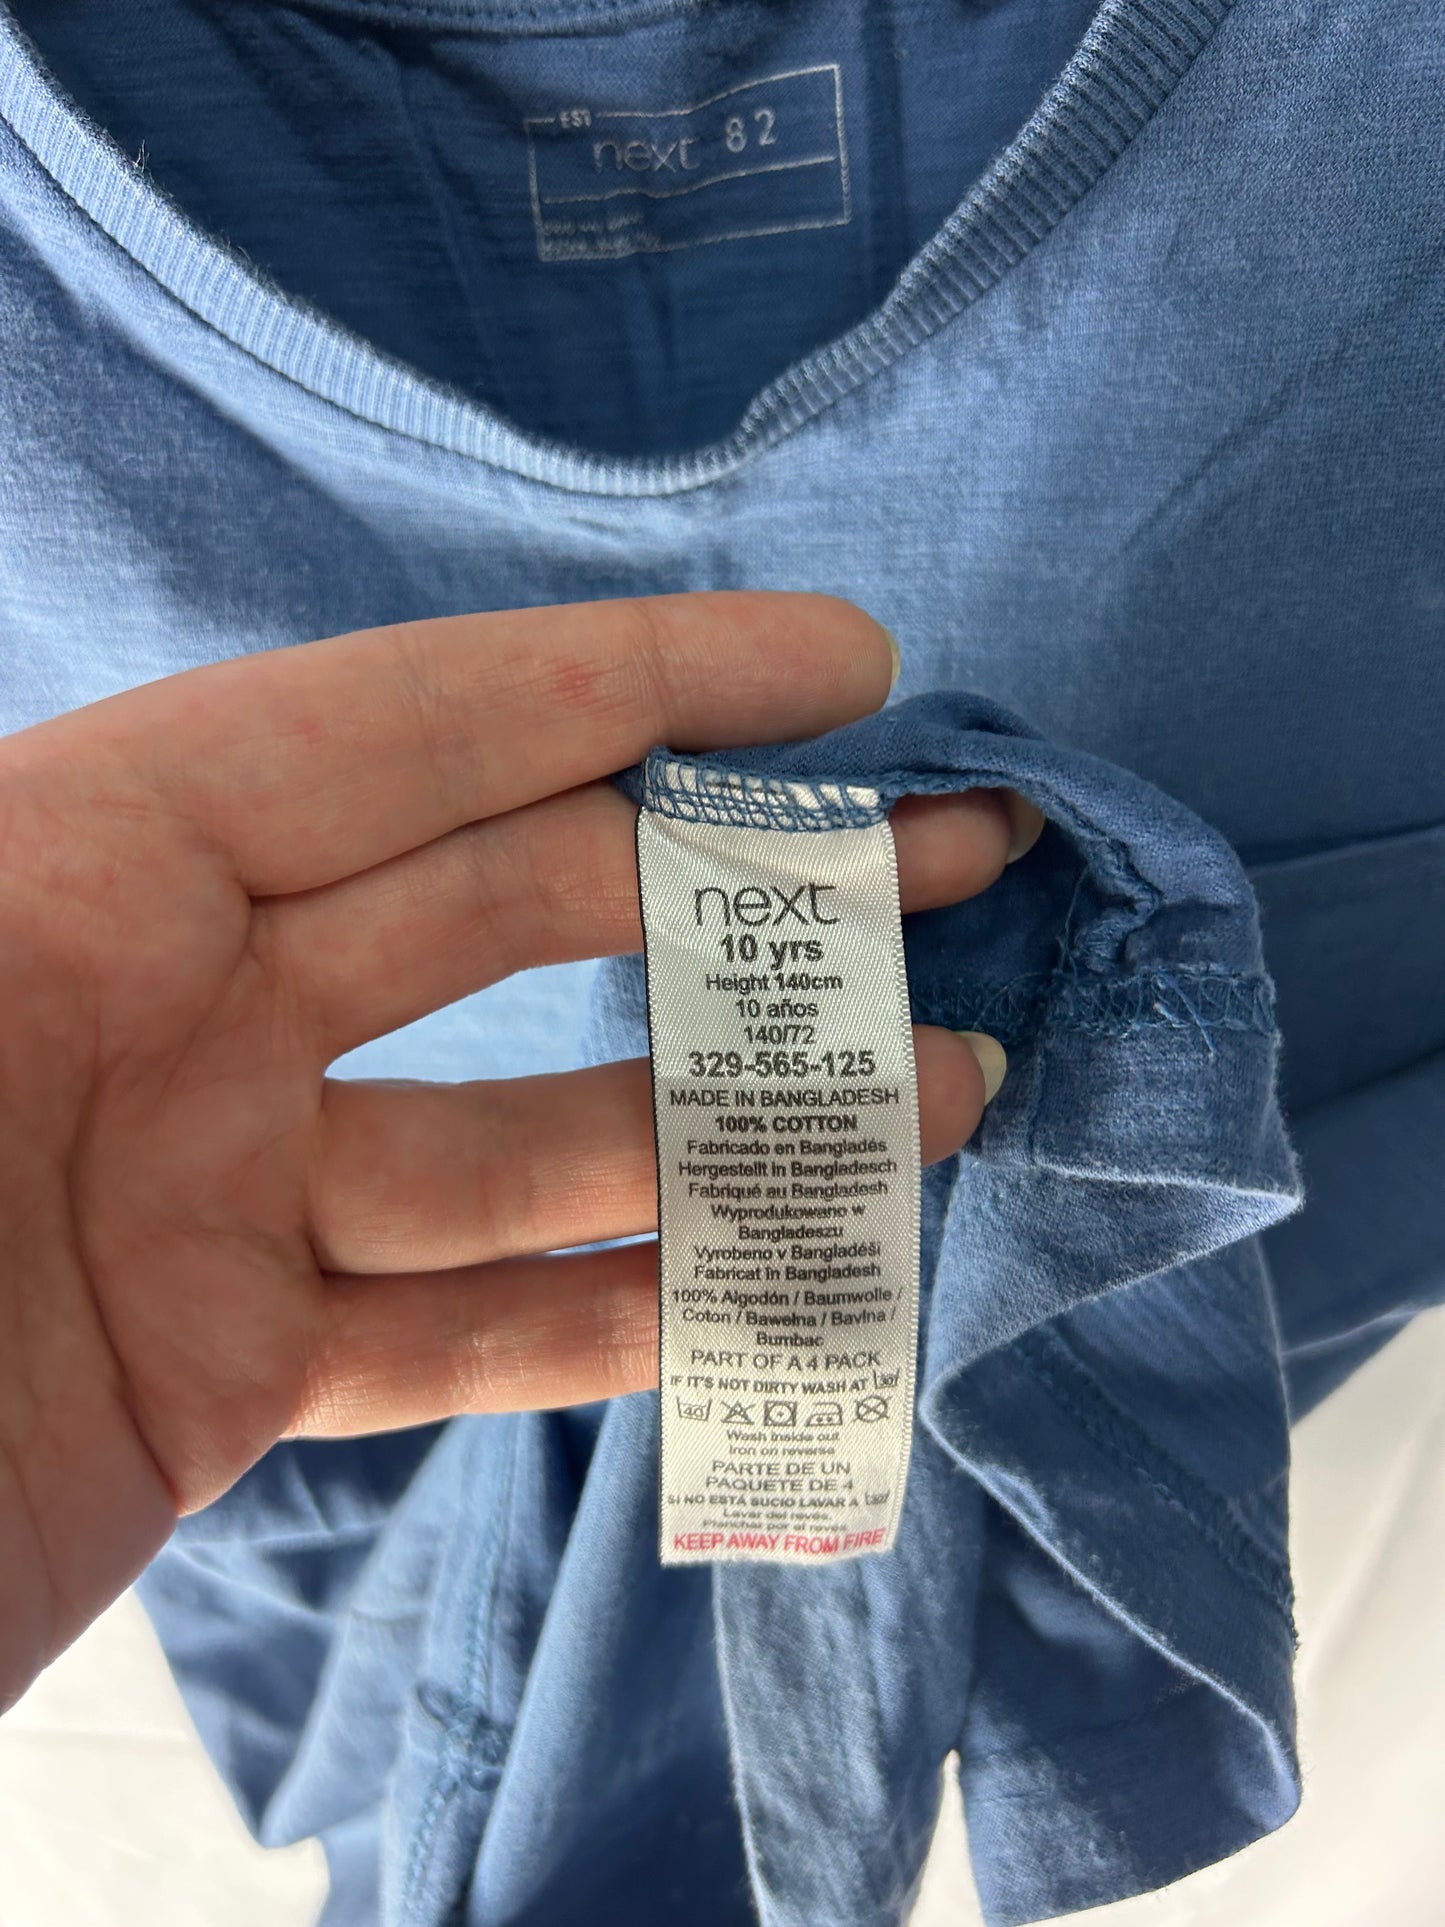 EST
next 82
next
10 yrs
Height 140cm
10 años
140/72
329-565-125
MADE IN BANGLADESH
100% COTTON
Fabricado en Bangladés
Hergestellt in Bangladesch
Fabriqué au Bangladesh
Wyprodukowano w
Bangladeszu
Vyrobeno v Bangladéši
Fabricat în Bangladesh
100% Algodón / Baumwolle /
Coton / Bawełna / Bavlna /
Bumbac
PART OF A 4 PACK
IF IT'S NOT DIRTY WASH AT 30
40
Wash inside out
Iron on reverse
PARTE DE UN
PAQUETE DE 4
SI NO ESTÁ SUCIO LAVAR A 30
Lavar del revés.
Planchar por el revés
KEEP AWAY FROM FIRE